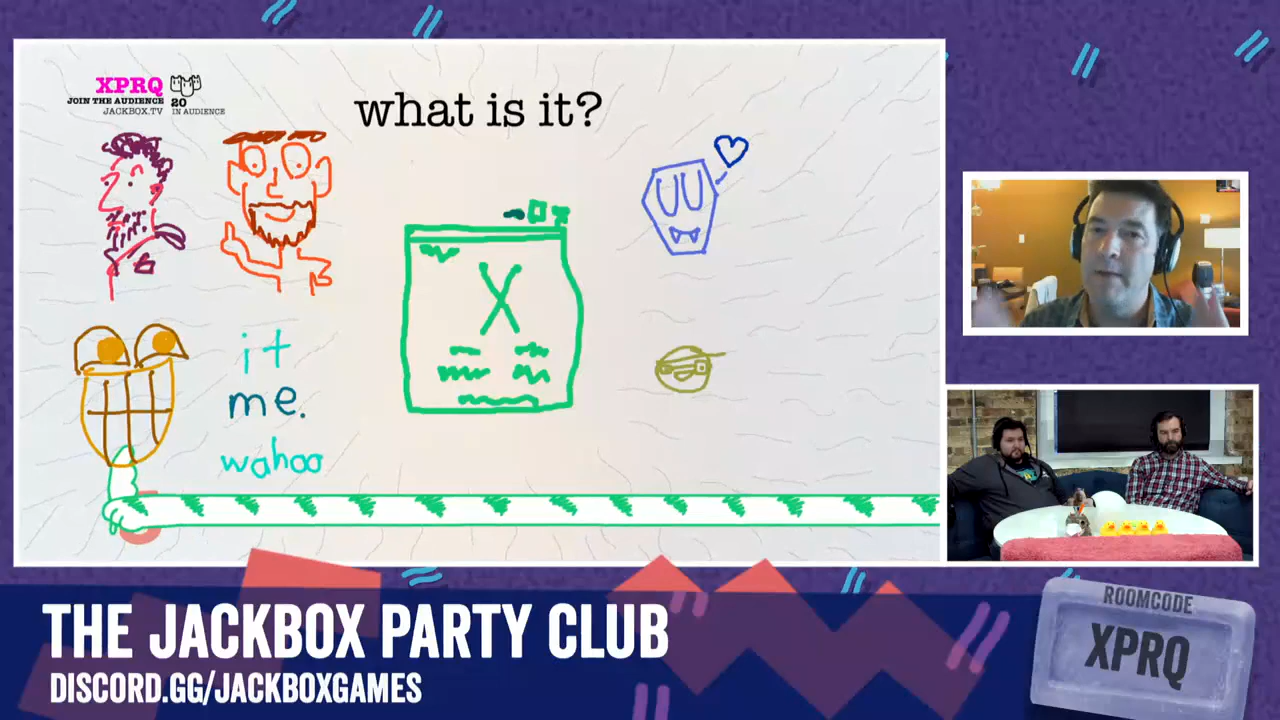 XPRQ
JOIN THE AUDIENCE
JACKBOX.TV
20
IN AUDIENCE
what is it?
X
it
me.
wahoo
THE JACKBOX PARTY CLUB
DISCORD.GG/JACKBOXGAMES
ROOMCODE
XPRQ